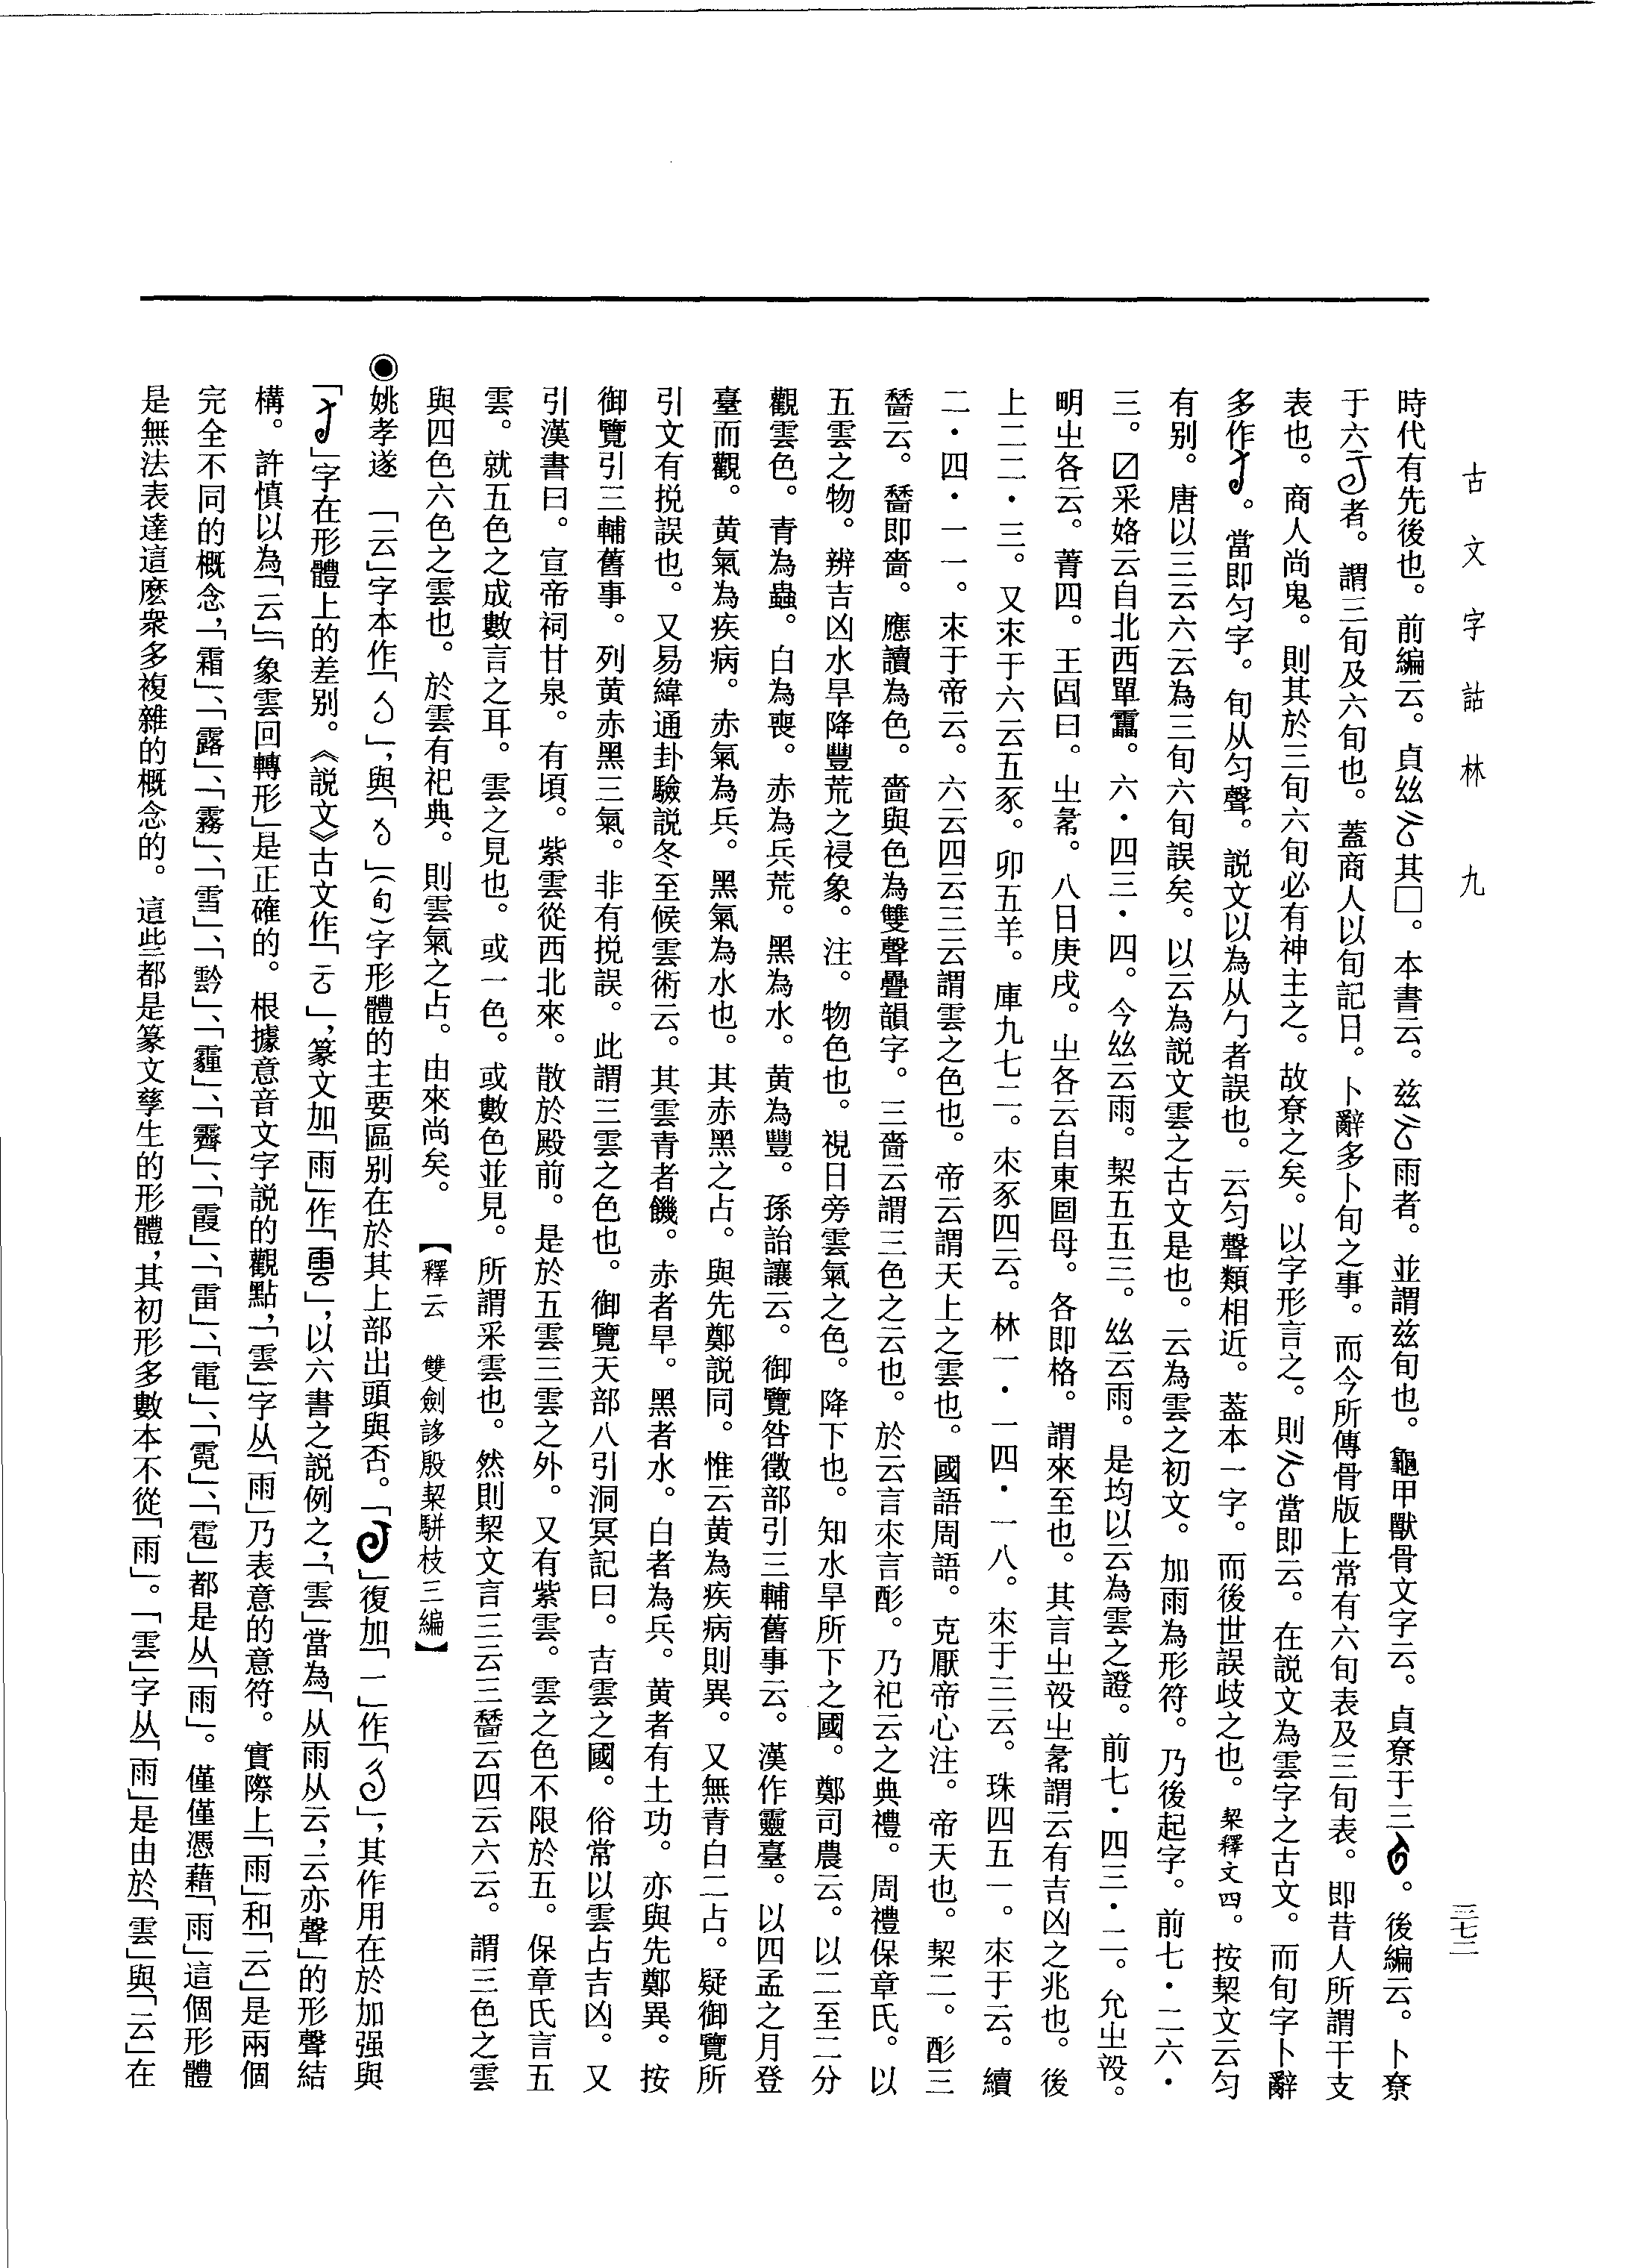 古文字詁林　九
三七二
時代有先後也。前編云。貞𢆶其□。本書云。兹雨者。並謂兹旬也。龜甲獸骨文字云。貞尞于三。後編云。卜尞
于六者。謂三旬及六旬也。蓋商人以旬記日。卜辭多卜旬之事。而今所傳骨版上常有六旬表及三旬表。即昔人所謂干支
表也。商人尚鬼。則其於三旬六旬必有神主之。故尞之矣。以字形言之。則當即云。在説文為雲字之古文。而旬字卜辭
多作。當即勻字。旬从勻聲。説文以為从勹者誤也。云勻聲類相近。蓋本一字。而後世誤歧之也。栔釋文四。按栔文云勻
有别。唐以三云六云為三旬六旬誤矣。以云為説文雲之古文是也。云為雲之初文。加雨為形符。乃後起字。前七・二六・
三。☑采姳云自北西單靁。六・四三・四。今𢆶云雨。栔五五三。𢆶云雨。是均以云為雲之證。前七・四三・二。允㞢䢅。
明㞢各云。菁四。王固曰。㞢希。八日庚戌。㞢各云自東母。各即格。謂來至也。其言㞢㞢希謂云有吉凶之兆也。後
上二二・三。又朿于六云五豕。卯五羊。庫九七二。朿豕四云。林一・一四・一八。朿于三云。珠四五一。朿于云。續
二・四・一一。朿于帝云。六云四云三云謂雲之色也。帝云謂天上之雲也。國語周語。克厭帝心注。帝天也。栔二。酌三
云。即嗇。應讀為色。嗇與色為雙聲疊韻字。三嗇云謂三色之云也。於云言朿言。乃祀云之典禮。周禮保章氏。以
五雲之物。辨吉凶水旱降豐荒之祲象。注。物色也。視日旁雲氣之色。降下也。知水旱所下之國。鄭司農云。以二至二分
觀雲色。青為蟲。白為喪。赤為兵荒。黑為水。黄為豐。孫詒讓云。御覽咎徵部引三輔舊事云。漢作靈臺。以四孟之月登
臺而觀。黄氣為疾病。赤氣為兵。黑氣為水也。其赤黑之占。與先鄭説同。惟云黄為疾病則異。又無青白二占。疑御覽所
引文有捝誤也。又易緯通卦驗説冬至候雲術云。其雲青者饑。赤者旱。黑者水。白者為兵。黄者有土功。亦與先鄭異。按
御覽引三輔舊事。列黄赤黑三氣。非有捝誤。此謂三雲之色也。御覽天部八引洞冥記曰。吉雲之國。俗常以雲占吉凶。又
引漢書曰。宣帝祠甘泉。有頃。紫雲從西北來。散於殿前。是於五雲三雲之外。又有紫雲。雲之色不限於五。保章氏言五
雲。就五色之成數言之耳。雲之見也。或一色。或數色並見。所謂采雲也。然則栔文言三云三云四云六云。謂三色之雲
與四色六色之雲也。於雲有祀典。則雲氣之占。由來尚矣。【釋云　雙劍誃殷栔駢枝三編】
◉姚孝遂　「云」字本作「」，與「」（旬）字形體的主要區别在於其上部出頭與否。「」復加「一」作「」，其作用在於加强與
「」字在形體上的差别。《説文》古文作「」，篆文加「雨」作「雲」，以六書之説例之，「雲」當為「从雨从云，云亦聲」的形聲結
構。許慎以為「云」「象雲回轉形」是正確的。根據意音文字説的觀點，「雲」字从「雨」乃表意的意符。實際上「雨」和「云」是兩個
完全不同的概念，「霜」、「露」、「霧」、「雪」、「霒」、「霾」、「霽」、「霞」、「雷」、「電」、「霓」、「雹」都是从「雨」。僅僅憑藉「雨」這個形體
是無法表達這麽衆多複雜的概念的。這些都是篆文孳生的形體，其初形多數本不從「雨」。「雲」字从「雨」是由於「雲」與「云」在